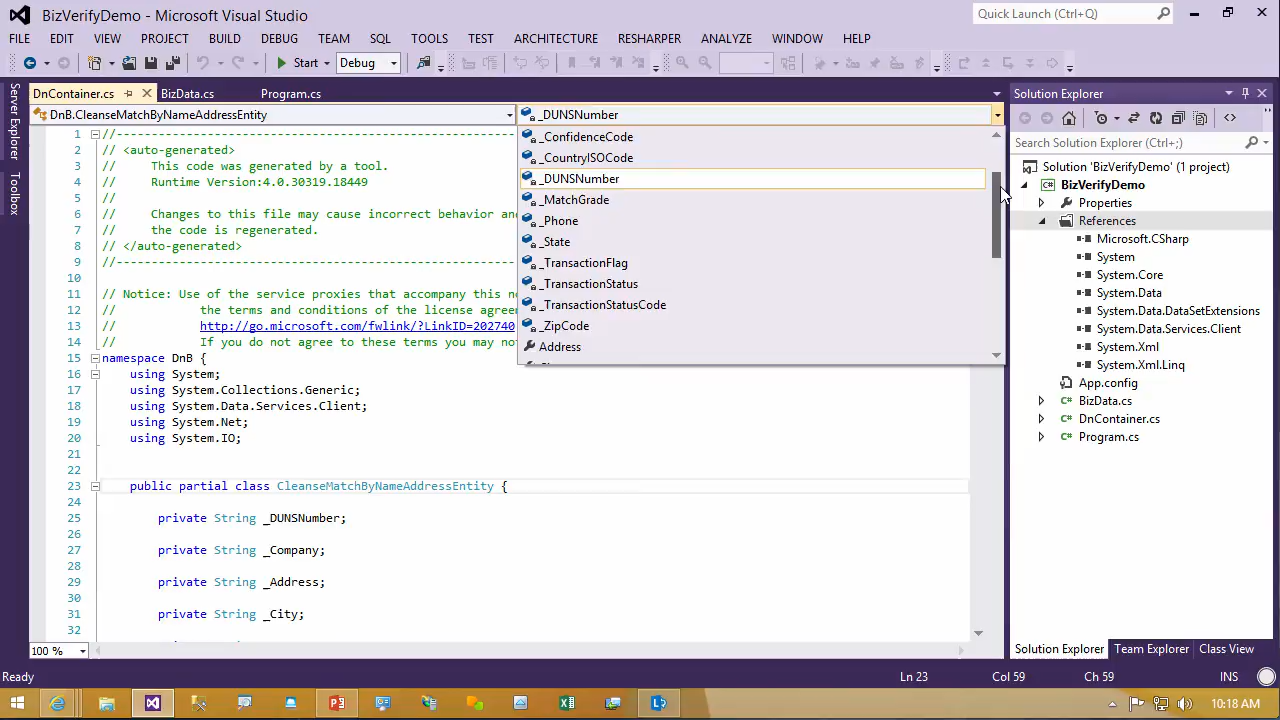 BizVerifyDemo - Microsoft Visual Studio
Quick Launch (Ctrl+Q)
FILE EDIT VIEW PROJECT BUILD DEBUG TEAM SQL TOOLS TEST ARCHITECTURE RESHARPER ANALYZE WINDOW HELP
Start Debug
Server Explorer
Toolbox
DnContainer.cs BizData.cs Program.cs
DnB.CleanseMatchByNameAddressEntity
_DUNSNumber
_ConfidenceCode
_CountryISOCode
_DUNSNumber
_MatchGrade
_Phone
_State
_TransactionFlag
_TransactionStatus
_TransactionStatusCode
_ZipCode
Address
1 //------------------------------------------------------
2 // <auto-generated>
3 //     This code was generated by a tool.
4 //     Runtime Version:4.0.30319.18449
5 //
6 //     Changes to this file may cause incorrect behavior an
7 //     the code is regenerated.
8 // </auto-generated>
9 //------------------------------------------------------
10
11 // Notice: Use of the service proxies that accompany this n
12 //         the terms and conditions of the license agree
13 //         http://go.microsoft.com/fwlink/?LinkID=202740
14 //         If you do not agree to these terms you may not
15 namespace DnB {
16     using System;
17     using System.Collections.Generic;
18     using System.Data.Services.Client;
19     using System.Net;
20     using System.IO;
21
22
23     public partial class CleanseMatchByNameAddressEntity {
24
25         private String _DUNSNumber;
26
27         private String _Company;
28
29         private String _Address;
30
31         private String _City;
32
100 %
Solution Explorer
Search Solution Explorer (Ctrl+;)
Solution 'BizVerifyDemo' (1 project)
BizVerifyDemo
Properties
References
Microsoft.CSharp
System
System.Core
System.Data
System.Data.DataSetExtensions
System.Data.Services.Client
System.Xml
System.Xml.Linq
App.config
BizData.cs
DnContainer.cs
Program.cs
Solution Explorer Team Explorer Class View
Ready Ln 23 Col 59 Ch 59 INS
10:18 AM